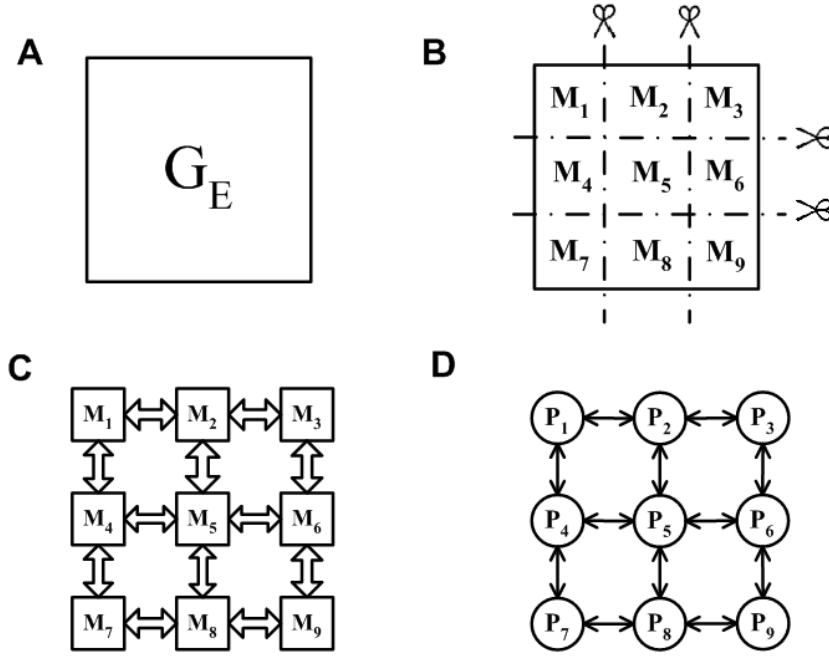 A
G_E
B
M₁ M₂ M₃
M₄ M₅ M₆
M₇ M₈ M₉
C
M₁ M₂ M₃
M₄ M₅ M₆
M₇ M₈ M₉
D
P₁ P₂ P₃
P₄ P₅ P₆
P₇ P₈ P₉